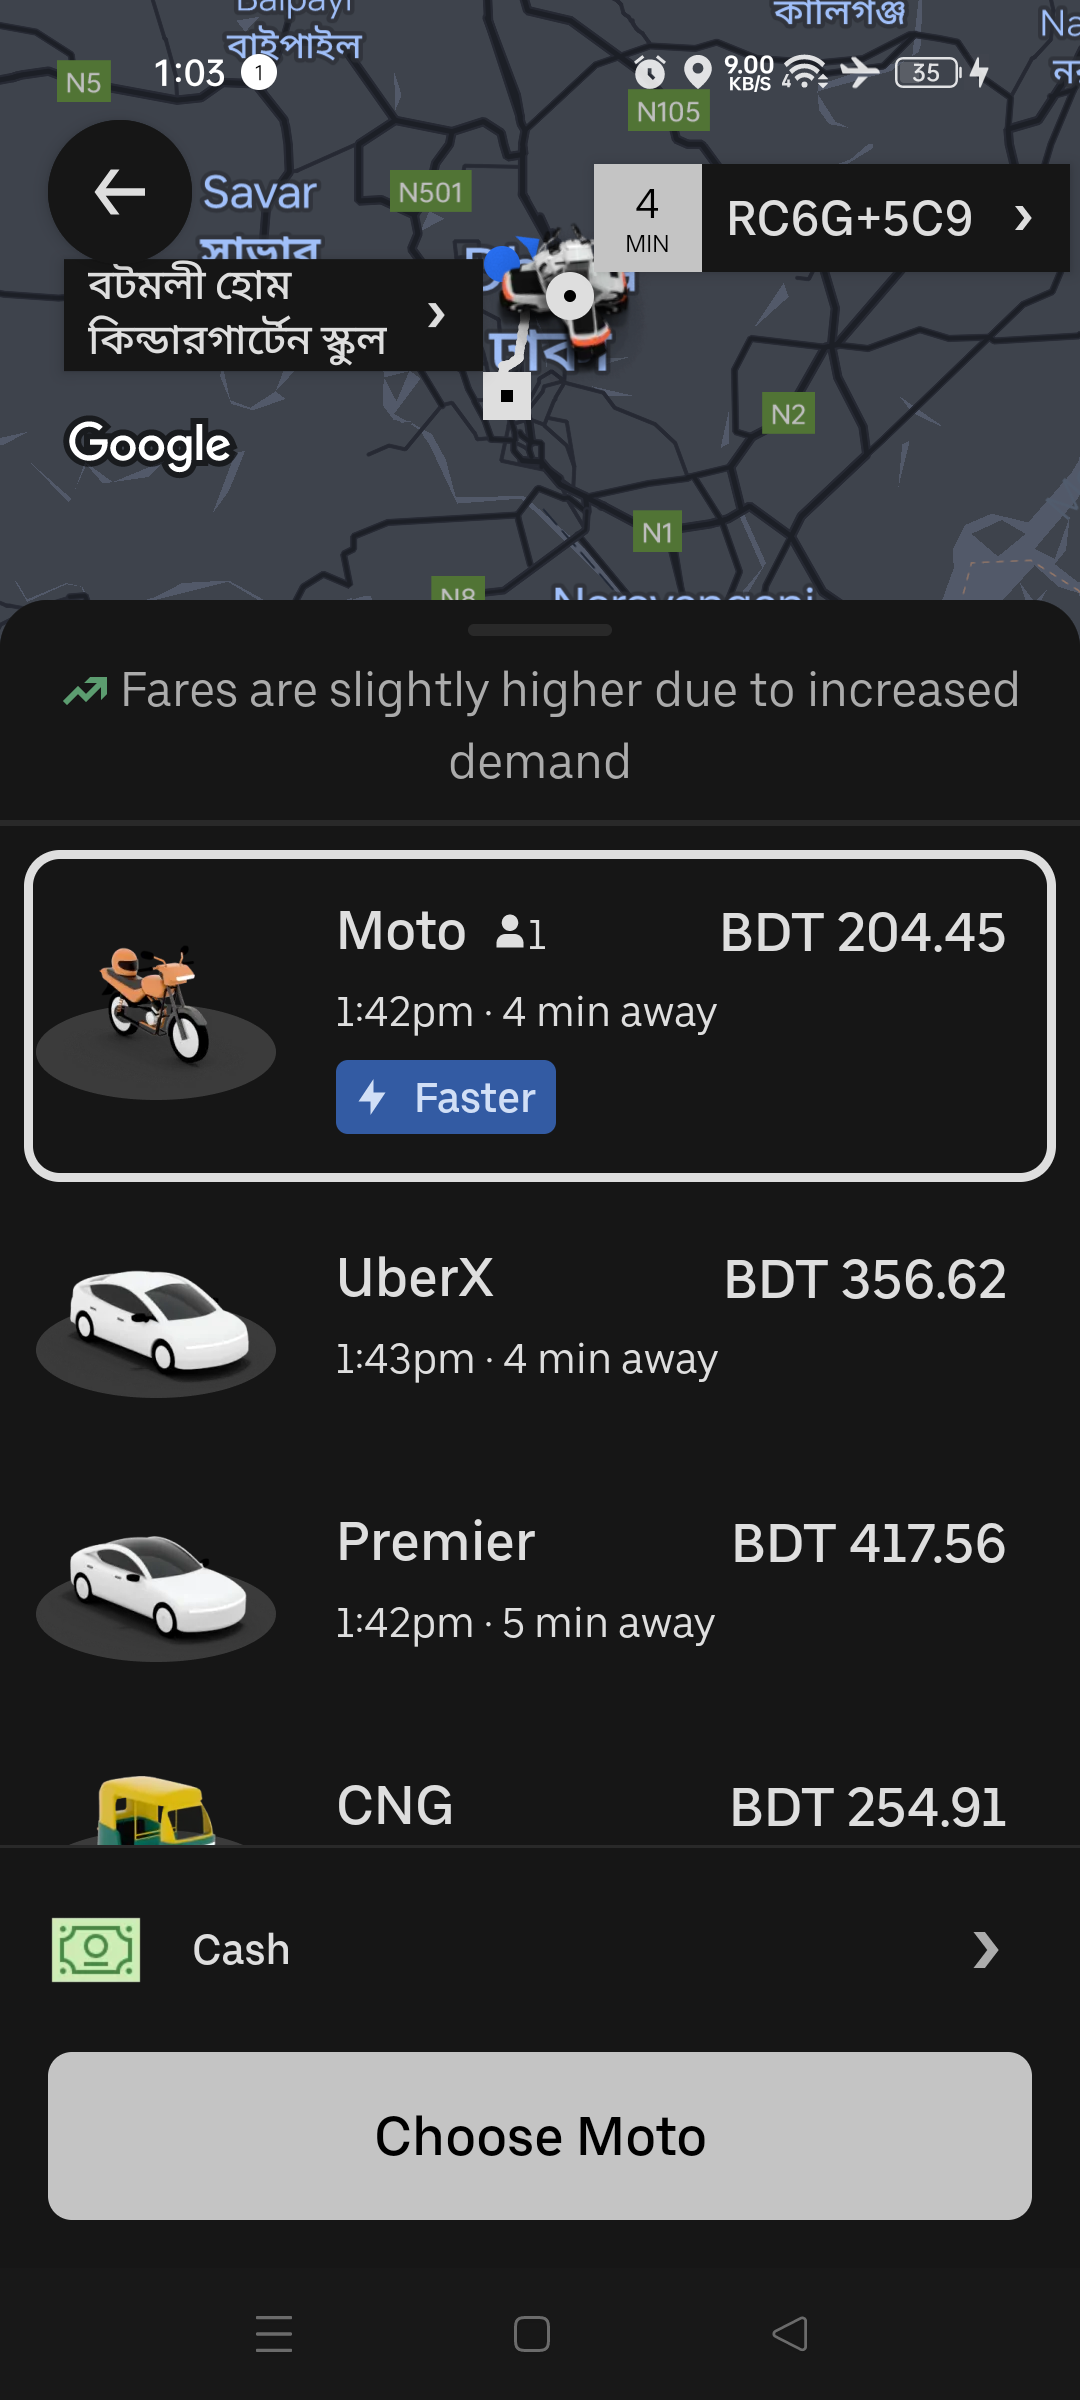 Baipayl
বাইপাইল
কালিগঞ্জ
1:03 1
9.00
KB/S
35
N5
N105
Savar
সাভার
N501
4
MIN
RC6G+5C9
বটমলী হোম
কিন্ডারগার্টেন স্কুল
ঢাকা
N2
Google
N1
N8
Narayanganj
Fares are slightly higher due to increased
demand
Moto 1 BDT 204.45
1:42pm · 4 min away
Faster
UberX BDT 356.62
1:43pm · 4 min away
Premier BDT 417.56
1:42pm · 5 min away
CNG BDT 254.91
Cash
Choose Moto